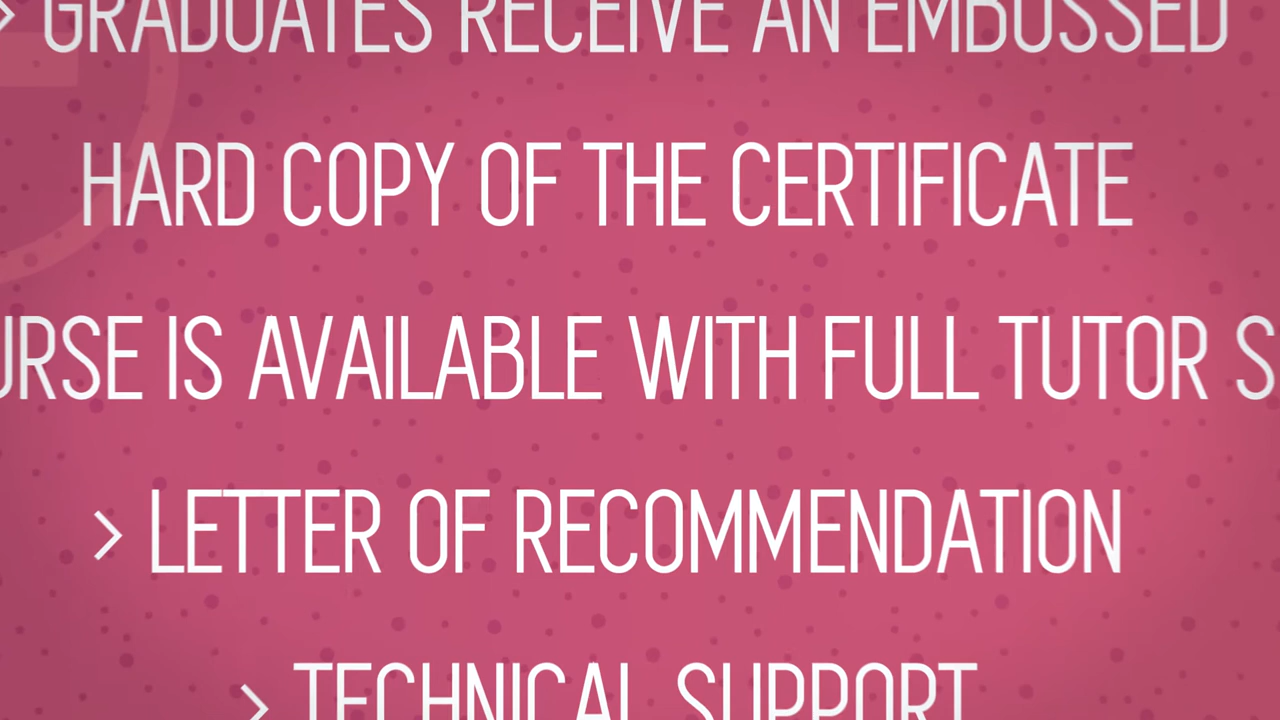 > GRADUATES RECEIVE AN EMBOSSED
HARD COPY OF THE CERTIFICATE
URSE IS AVAILABLE WITH FULL TUTOR S
> LETTER OF RECOMMENDATION
> TECHNICAL SUPPORT